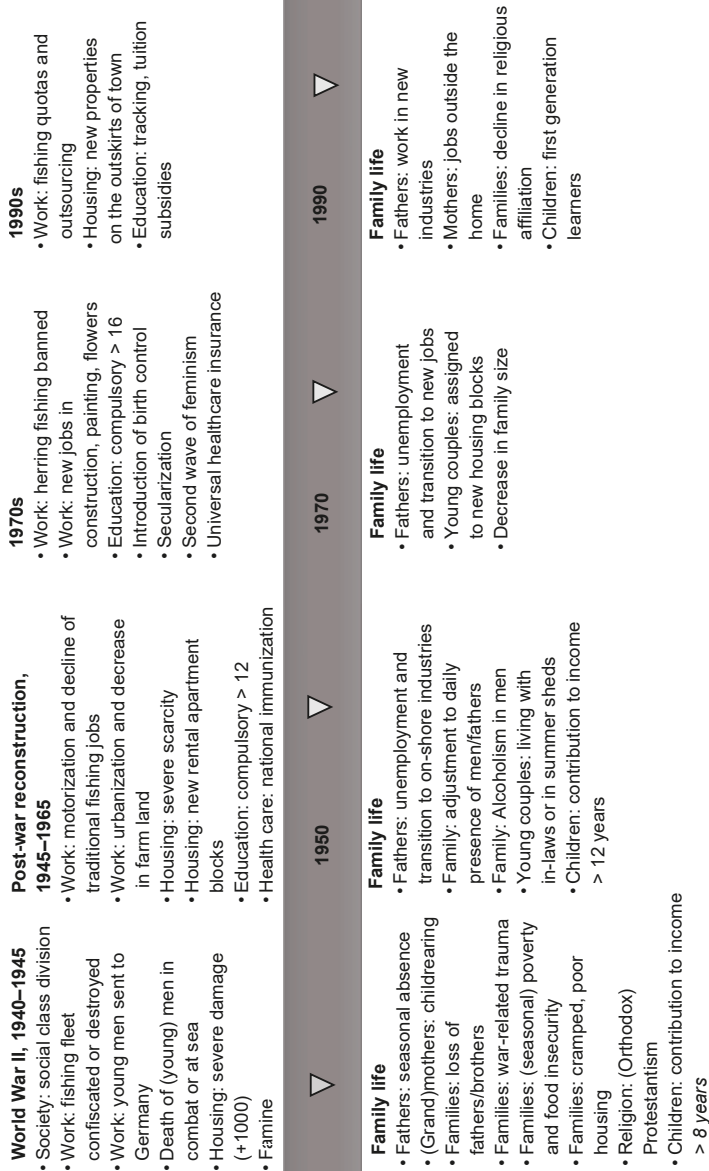 World War II, 1940–1945
• Society: social class division
• Work: fishing fleet
confiscated or destroyed
• Work: young men sent to
Germany
• Death of (young) men in
combat or at sea
• Housing: severe damage
(+1000)
• Famine
Post-war reconstruction,
1945–1965
• Work: motorization and decline of
traditional fishing jobs
• Work: urbanization and decrease
in farm land
• Housing: severe scarcity
• Housing: new rental apartment
blocks
• Education: compulsory > 12
• Health care: national immunization
1970s
• Work: herring fishing banned
• Work: new jobs in
construction, painting, flowers
• Education: compulsory > 16
• Introduction of birth control
• Secularization
• Second wave of feminism
• Universal healthcare insurance
1990s
• Work: fishing quotas and
outsourcing
• Housing: new properties
on the outskirts of town
• Education: tracking, tuition
subsidies
1950
1970
1990
Family life
• Fathers: seasonal absence
• (Grand)mothers: childrearing
• Families: loss of
fathers/brothers
• Families: war-related trauma
• Families: (seasonal) poverty
and food insecurity
• Families: cramped, poor
housing
• Religion: (Orthodox)
Protestantism
• Children: contribution to income
> 8 years
Family life
• Fathers: unemployment and
transition to on-shore industries
• Family: adjustment to daily
presence of men/fathers
• Family: Alcoholism in men
• Young couples: living with
in-laws or in summer sheds
• Children: contribution to income
> 12 years
Family life
• Fathers: unemployment
and transition to new jobs
• Young couples: assigned
to new housing blocks
• Decrease in family size
Family life
• Fathers: work in new
industries
• Mothers: jobs outside the
home
• Families: decline in religious
affiliation
• Children: first generation
learners